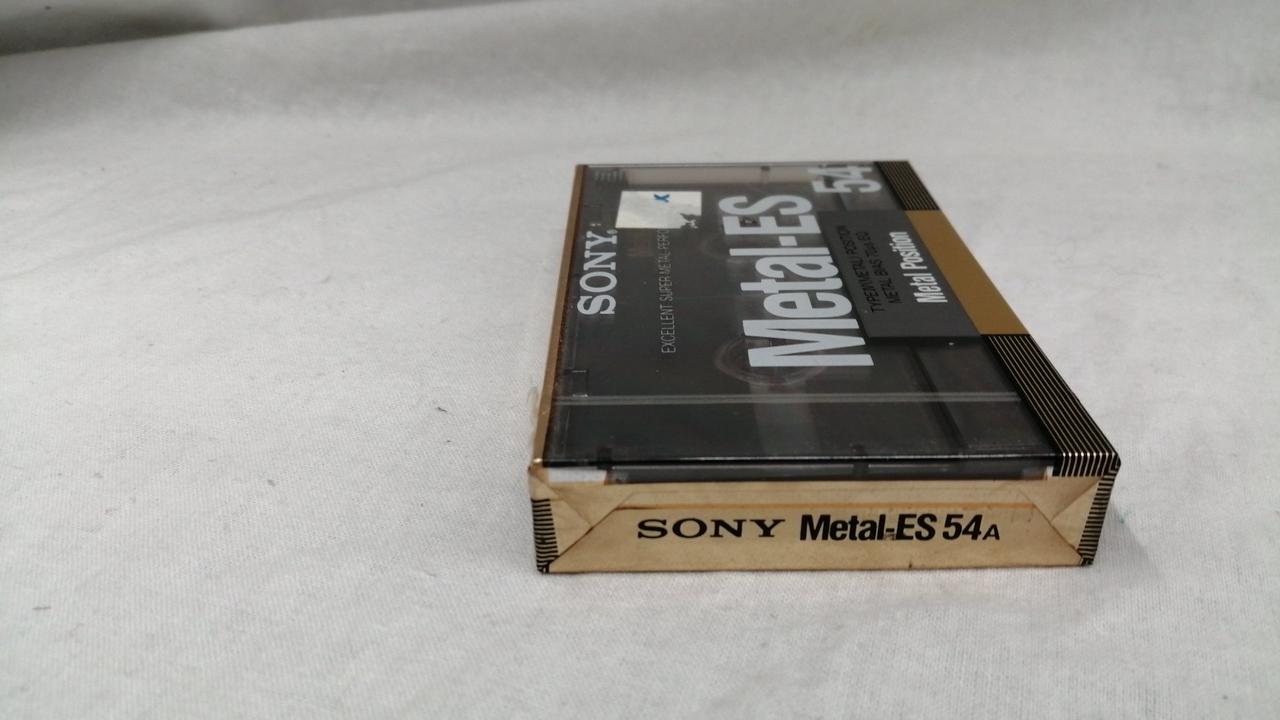 SONY
EXCELLENT SUPER METAL PERFO
Metal-ES 54
TYPE IV (METAL) POSITION
METAL BIAS 70μs EQ
Metal Position
SONY Metal-ES 54A